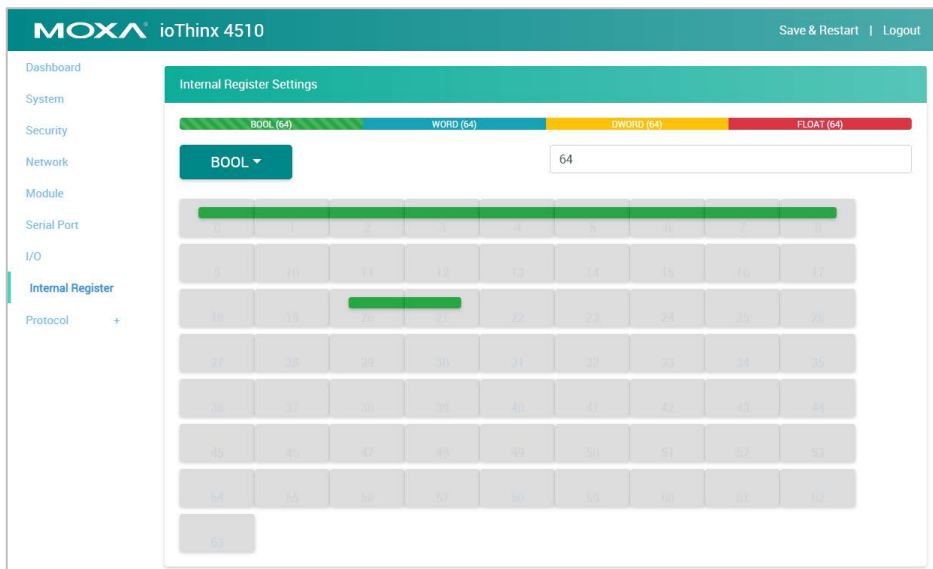 MOXA ioThinx 4510
Save & Restart | Logout
Dashboard
System
Security
Network
Module
Serial Port
I/O
Internal Register
Protocol +
Internal Register Settings
BOOL (64) WORD (64) DWORD (64) FLOAT (64)
BOOL
64
0 1 2 3 4 5 6 7 8
9 10 11 12 13 14 15 16 17
18 19 20 21 22 23 24 25 26
27 28 29 30 31 32 33 34 35
36 37 38 39 40 41 42 43 44
45 46 47 48 49 50 51 52 53
54 55 56 57 58 59 60 61 62
63